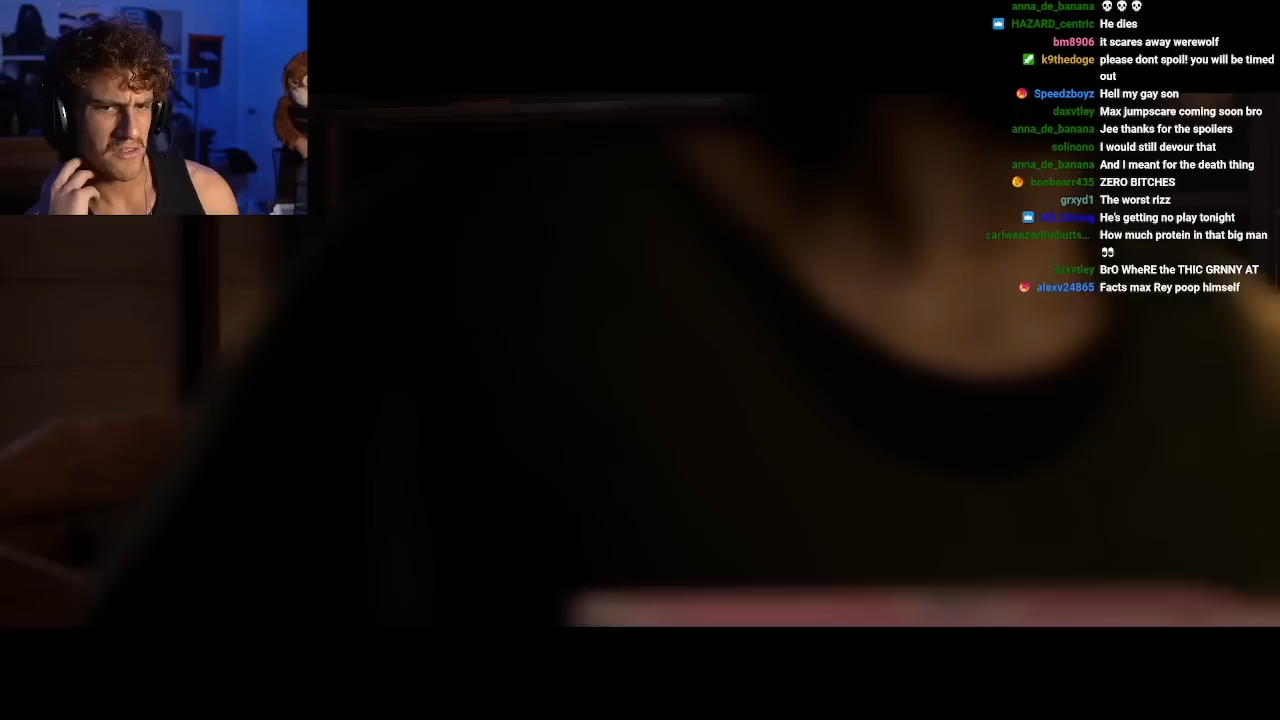 anna_de_banana 💀💀💀
HAZARD_centric He dies
bm8906 it scares away werewolf
k9thedoge please dont spoil! you will be timed
out
Speedzboyz Hell my gay son
daxvtley Max jumpscare coming soon bro
anna_de_banana Jee thanks for the spoilers
solinono I would still devour that
anna_de_banana And I meant for the death thing
boobearr435 ZERO BITCHES
grxyd1 The worst rizz
He's getting no play tonight
How much protein in that big man
👀
daxvtley BrO WheRE the THIC GRNNY AT
alexv24865 Facts max Rey poop himself